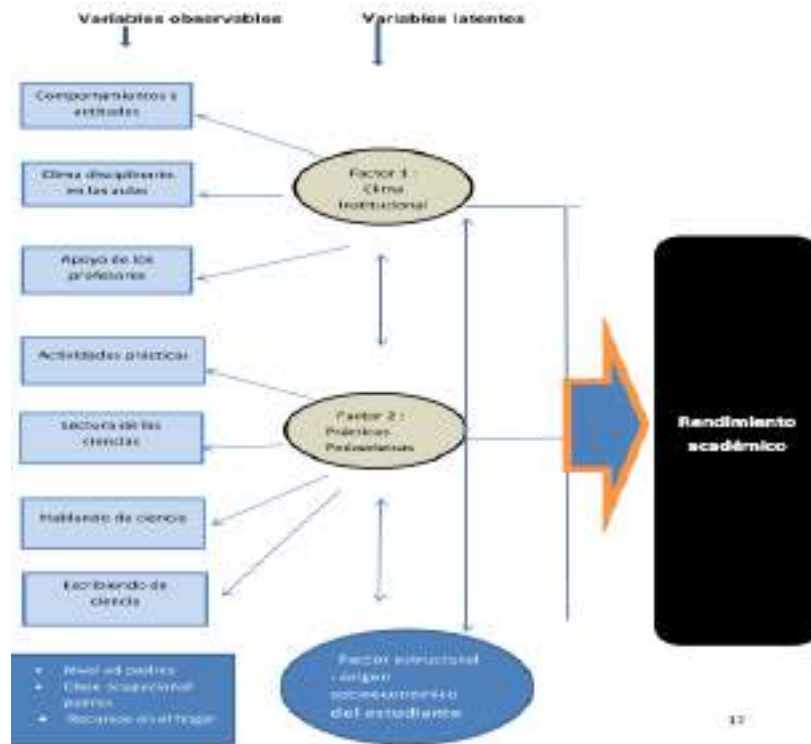 Variables observables
Variables latentes
Comportamientos o
actitudes
Clima disciplinario
en las aulas
Apoyo de los
profesores
Actividades prácticas
Lectura de las
ciencias
Hablando de ciencia
Escribiendo de
ciencia
Nivel ed padres
Clase ocupacional
padres
Recursos en el hogar
Factor 1 :
Clima
Institucional
Factor 2 :
Prácticas
Factor estructural
: origen
socioeconómico
del estudiante
Rendimiento
académico
12